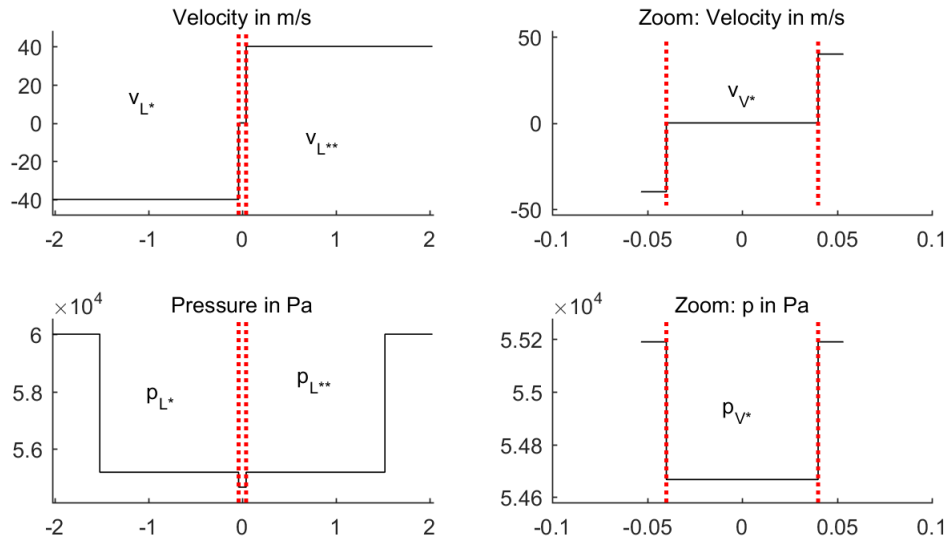 Velocity in m/s
40
20
0
-20
-40
v_L*
v_L**
-2 -1 0 1 2
Zoom: Velocity in m/s
50
0
-50
v_V*
-0.1 -0.05 0 0.05 0.1
×10^4
Pressure in Pa
6
5.8
5.6
p_L*
p_L**
-2 -1 0 1 2
×10^4
Zoom: p in Pa
5.52
5.5
5.48
5.46
p_V*
-0.1 -0.05 0 0.05 0.1